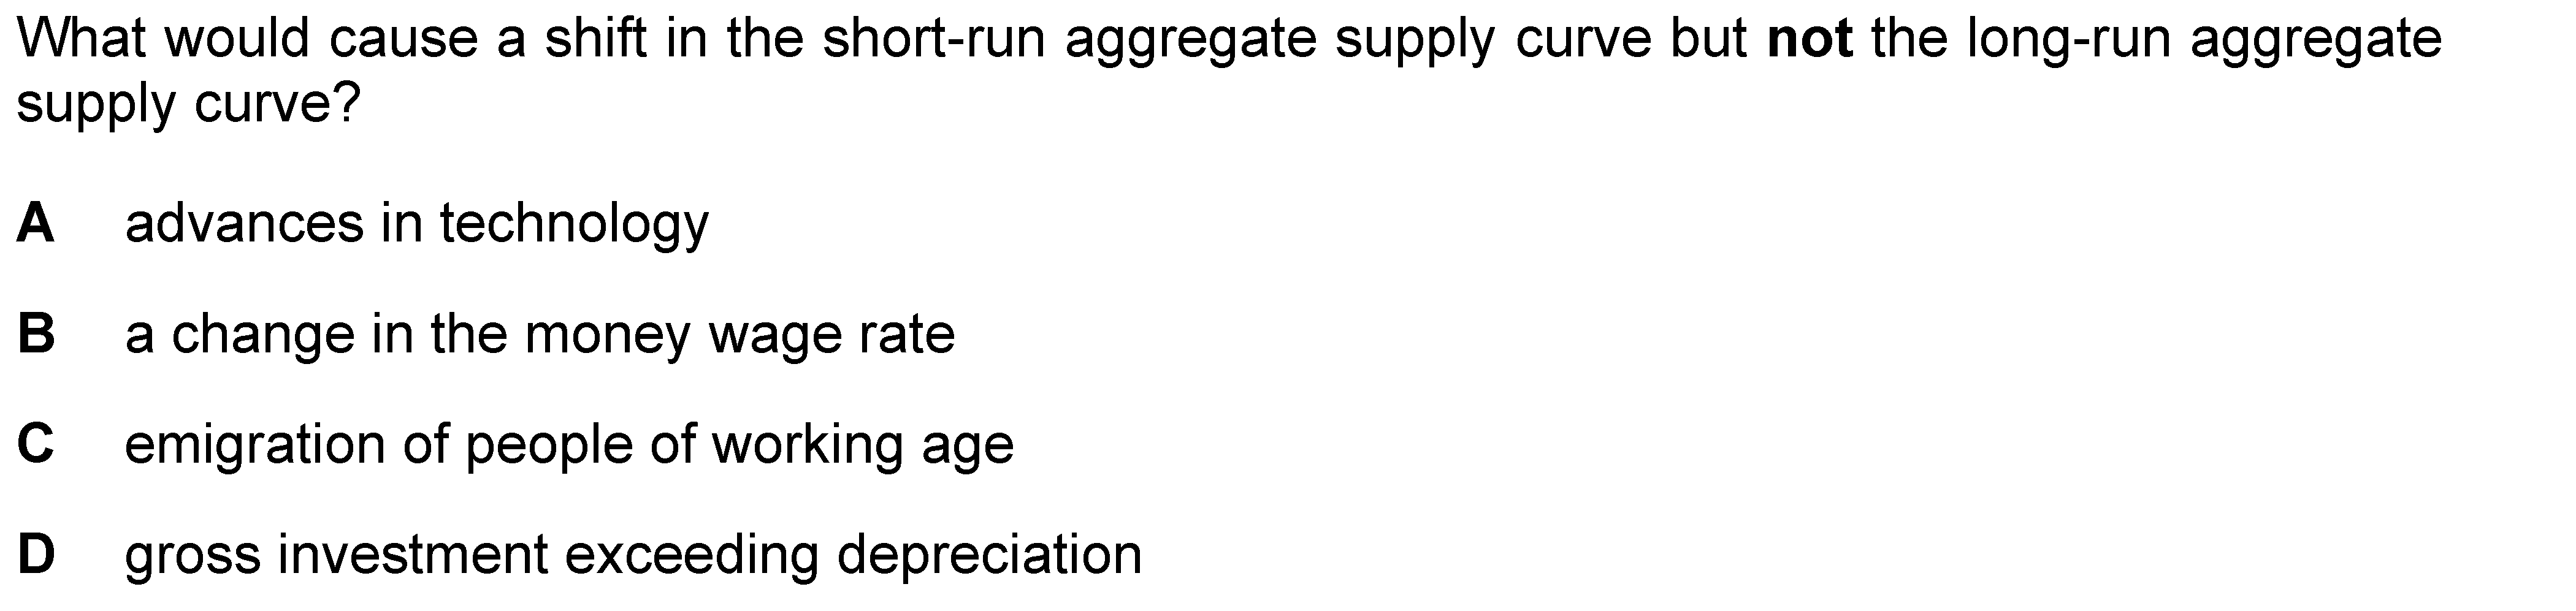 What would cause a shift in the short-run aggregate supply curve but not the long-run aggregate
supply curve?
A advances in technology
B a change in the money wage rate
C emigration of people of working age
D gross investment exceeding depreciation